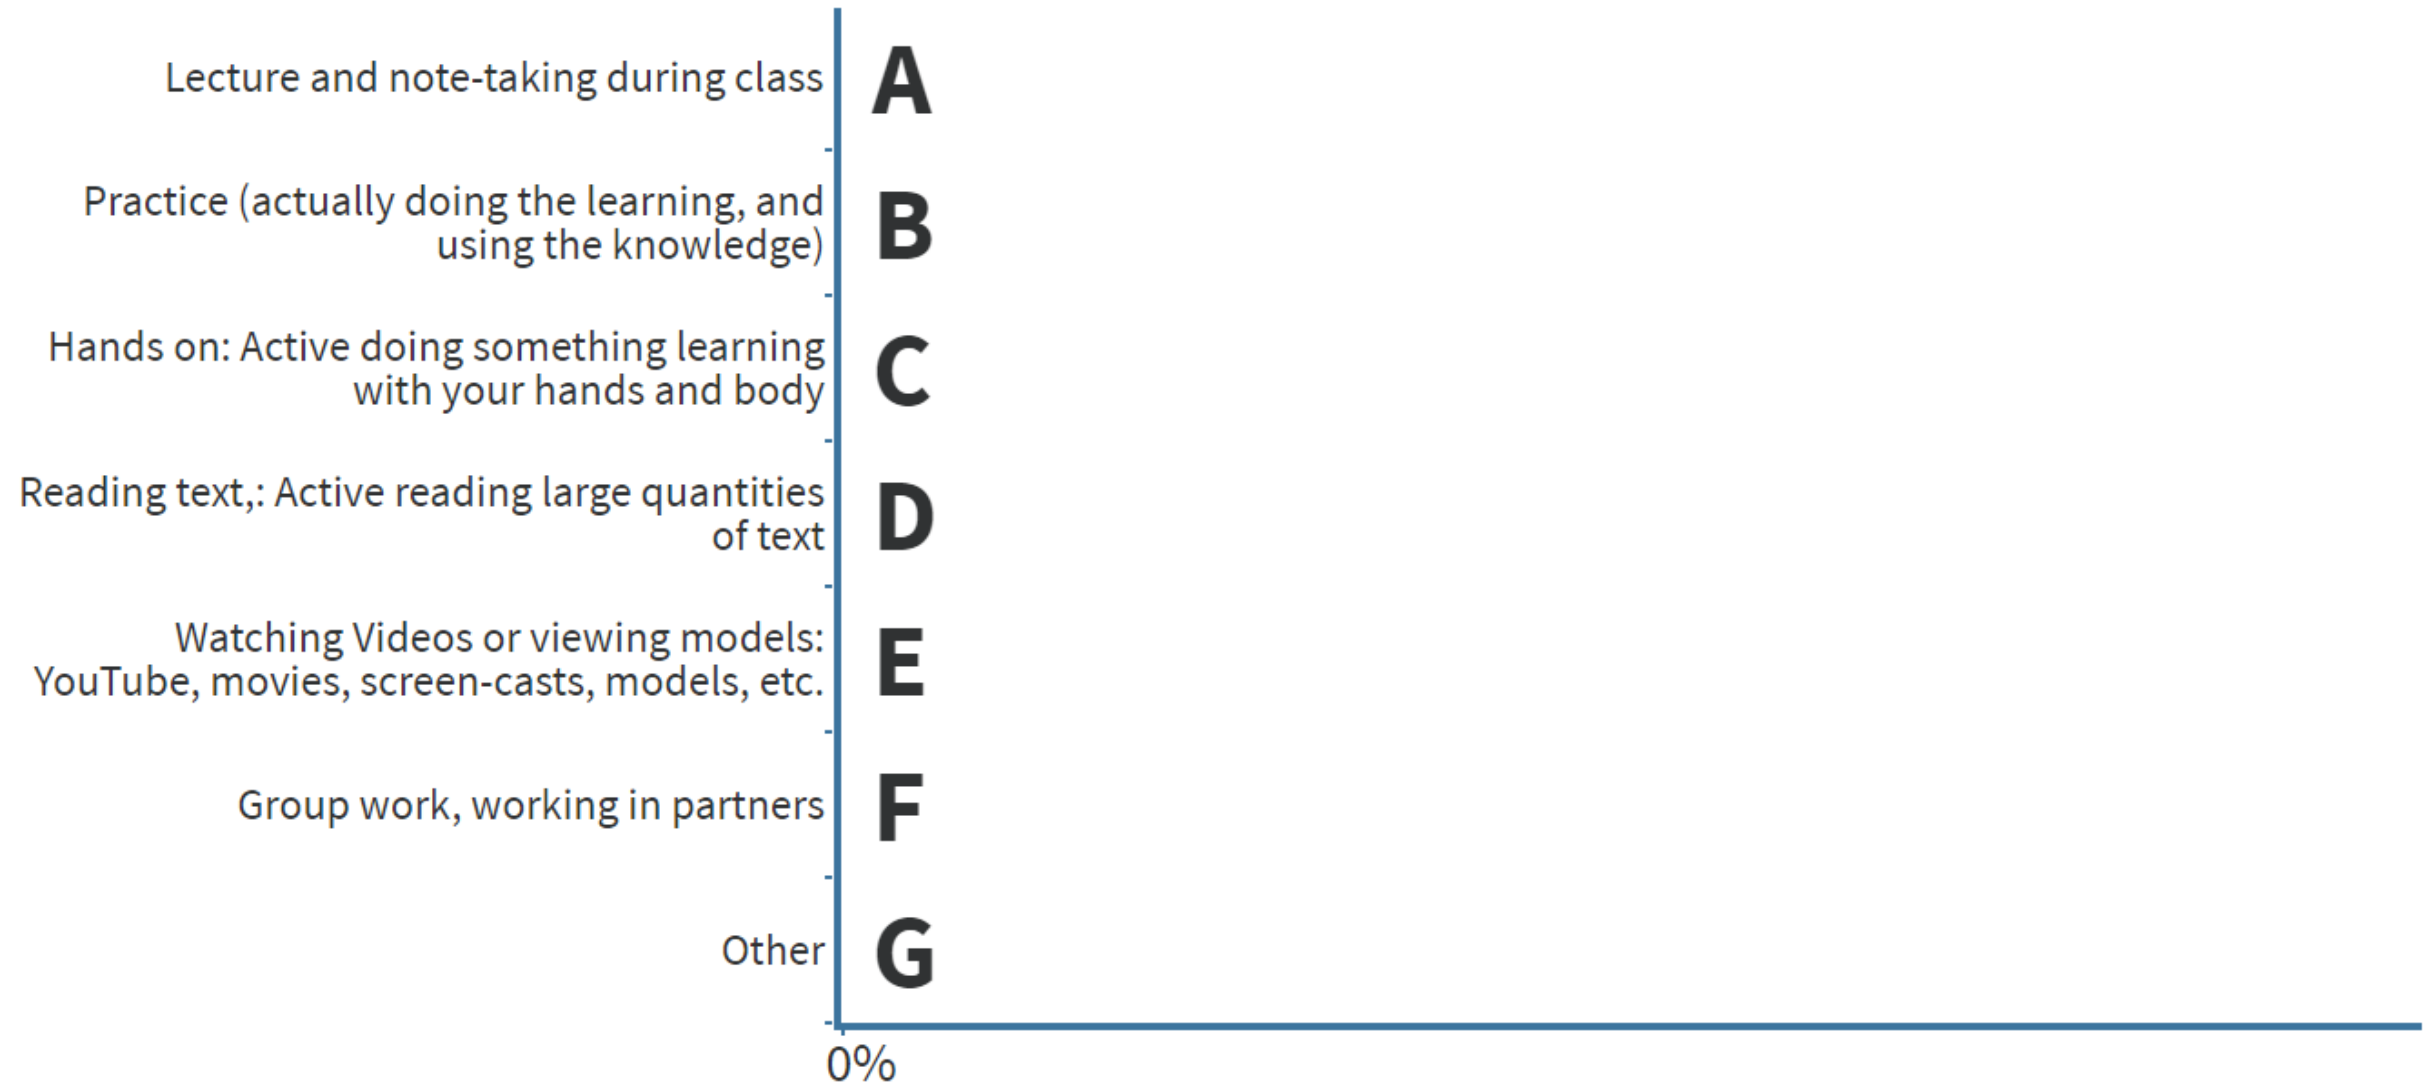 Lecture and note-taking during class
A
Practice (actually doing the learning, and
using the knowledge)
B
Hands on: Active doing something learning
with your hands and body
C
Reading text,: Active reading large quantities
of text
D
Watching Videos or viewing models:
YouTube, movies, screen-casts, models, etc.
E
Group work, working in partners
F
Other
G
0%